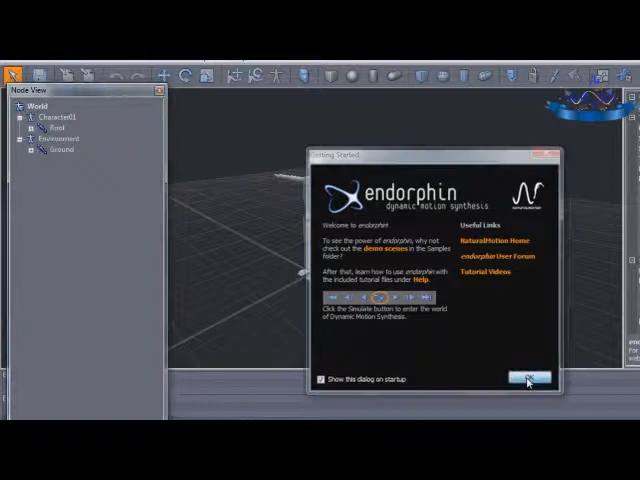 Node View
World
Character01
Root
Environment
Ground
Getting Started
endorphin
dynamic motion synthesis
Welcome to endorphin!
To see the power of endorphin, why not
check out the demo scenes in the Samples
folder?
After that, learn how to use endorphin with
the included tutorial files under Help.
Click the Simulate button to enter the world
of Dynamic Motion Synthesis.
Useful Links
NaturalMotion Home
endorphin User Forum
Tutorial Videos
Show this dialog on startup
OK